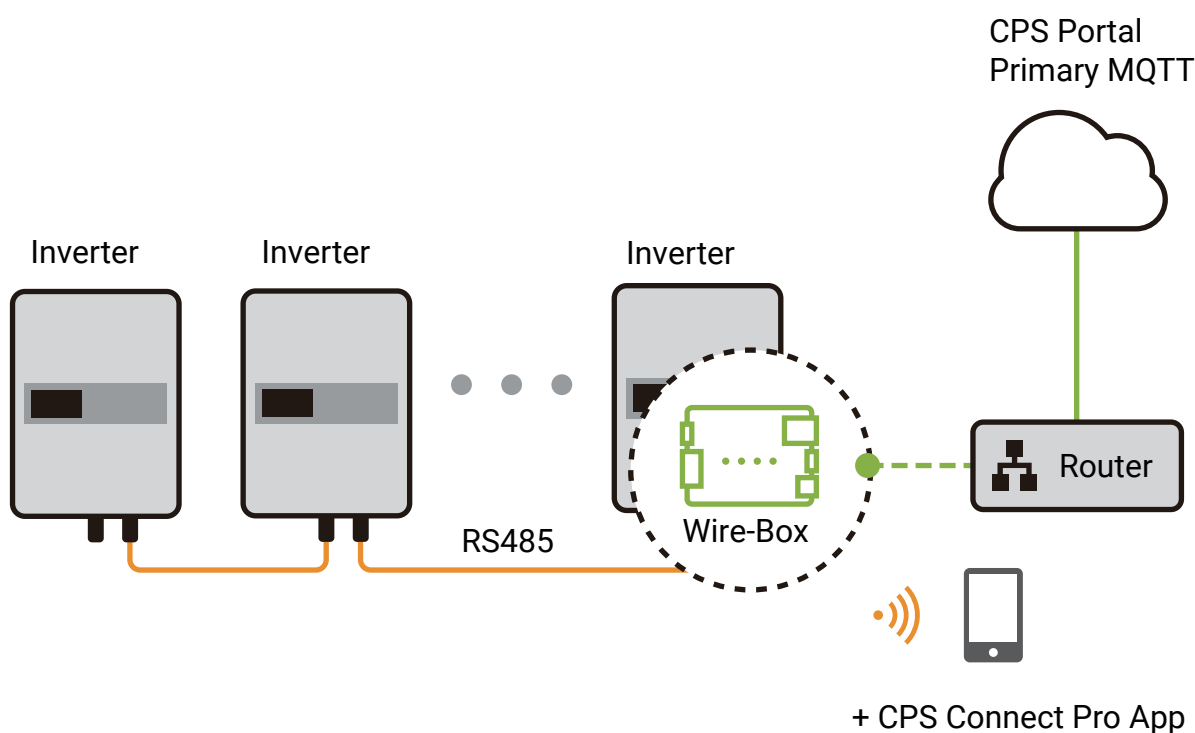 CPS Portal
Primary MQTT
Inverter
Inverter
Inverter
Router
Wire-Box
RS485
+ CPS Connect Pro App